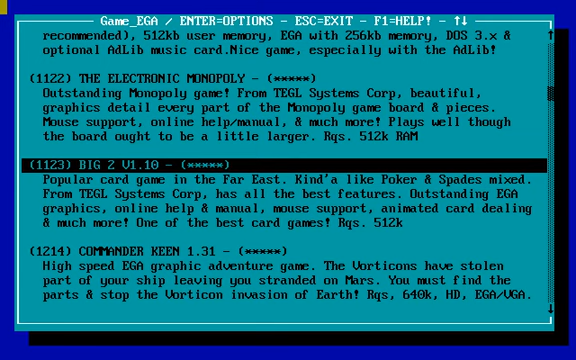 Game_EGA / ENTER=OPTIONS - ESC=EXIT - F1=HELP! - ↑↓
recommended), 512kb user memory, EGA with 256kb memory, DOS 3.x &
optional AdLib music card.Nice game, especially with the AdLib!
(1122) THE ELECTRONIC MONOPOLY - (*****)
Outstanding Monopoly game! From TEGL Systems Corp, beautiful,
graphics detail every part of the Monopoly game board & pieces.
Mouse support, online help/manual, & much more! Plays well though
the board ought to be a little larger. Rqs. 512k RAM
(1123) BIG 2 V1.10 - (*****)
Popular card game in the Far East. Kind'a like Poker & Spades mixed.
From TEGL Systems Corp, has all the best features. Outstanding EGA
graphics, online help & manual, mouse support, animated card dealing
& much more! One of the best card games! Rqs. 512k
(1214) COMMANDER KEEN 1.31 - (*****)
High speed EGA graphic adventure game. The Vorticons have stolen
part of your ship leaving you stranded on Mars. You must find the
parts & stop the Vorticon invasion of Earth! Rqs, 640k, HD, EGA/VGA.